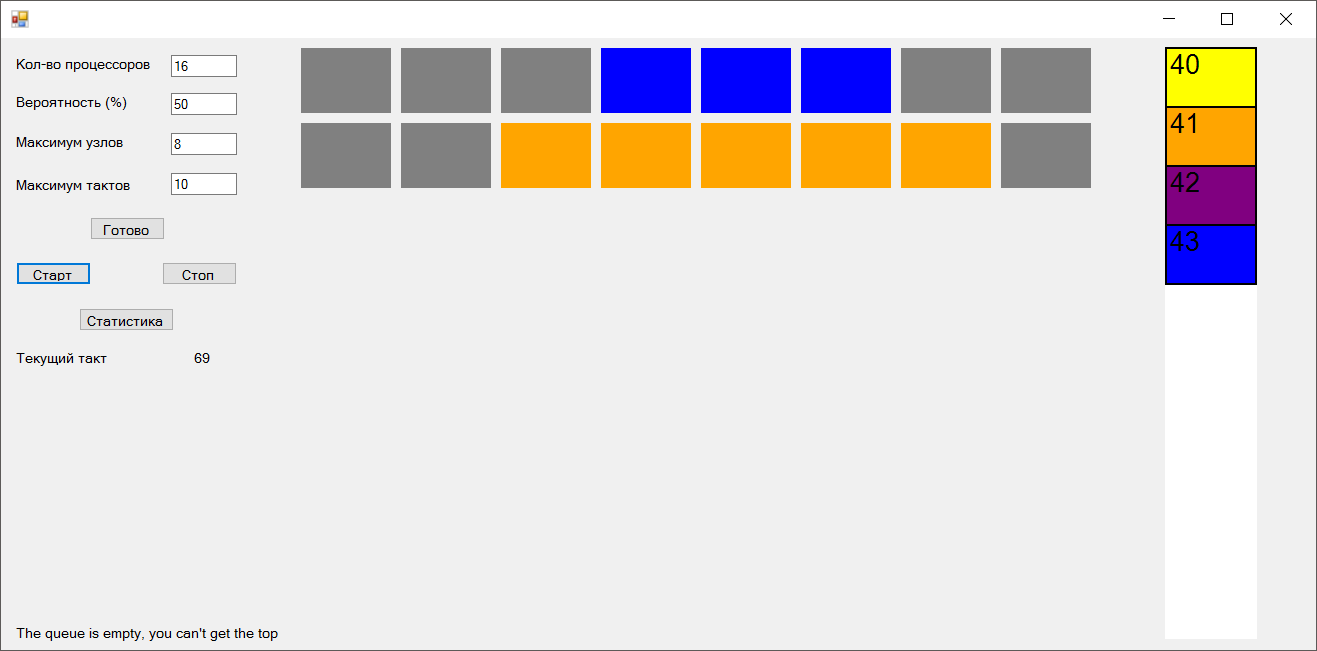 Кол-во процессоров 16
Вероятность (%) 50
Максимум узлов 8
Максимум тактов 10
Готово
Старт Стоп
Статистика
Текущий такт 69
40
41
42
43
The queue is empty, you can't get the top